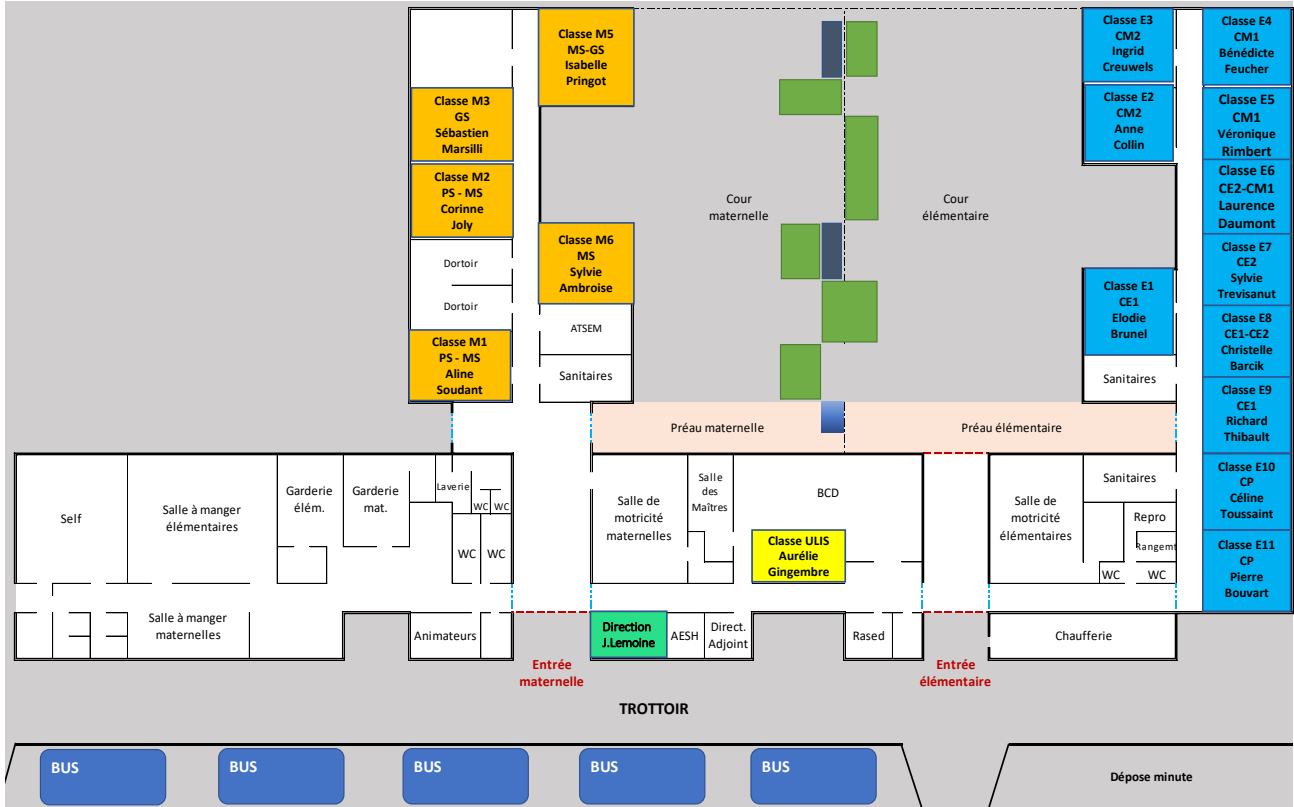 Classe M5
MS-GS
Isabelle
Pringot
Classe E3
CM2
Ingrid
Creuwels
Classe E4
CM1
Bénédicte
Feucher
Classe M3
GS
Sébastien
Marsilli
Classe E2
CM2
Anne
Collin
Classe E5
CM1
Véronique
Rimbert
Classe M2
PS - MS
Corinne
Joly
Cour
maternelle
Cour
élémentaire
Classe E6
CE2-CM1
Laurence
Daumont
Classe M6
MS
Sylvie
Ambroise
Classe E7
CE2
Sylvie
Trevisanut
Dortoir
Dortoir
Classe E1
CE1
Elodie
Brunel
Classe E8
CE1-CE2
Christelle
Barcik
ATSEM
Classe M1
PS - MS
Aline
Soudant
Sanitaires
Sanitaires
Classe E9
CE1
Richard
Thibault
Préau maternelle
Préau élémentaire
Classe E10
CP
Céline
Toussaint
Self
Salle à manger
élémentaires
Garderie
élém.
Garderie
mat.
Laverie
WC
WC
WC
WC
Salle de
motricité
maternelles
Salle
des
Maîtres
BCD
Salle de
motricité
élémentaires
Sanitaires
Repro
Rangemt
WC
WC
Classe ULIS
Aurélie
Gingembre
Classe E11
CP
Pierre
Bouvart
Salle à manger
maternelles
Animateurs
Direction
J.Lemoine
AESH
Direct.
Adjoint
Rased
Chaufferie
Entrée
maternelle
Entrée
élémentaire
TROTTOIR
BUS
BUS
BUS
BUS
BUS
Dépose minute